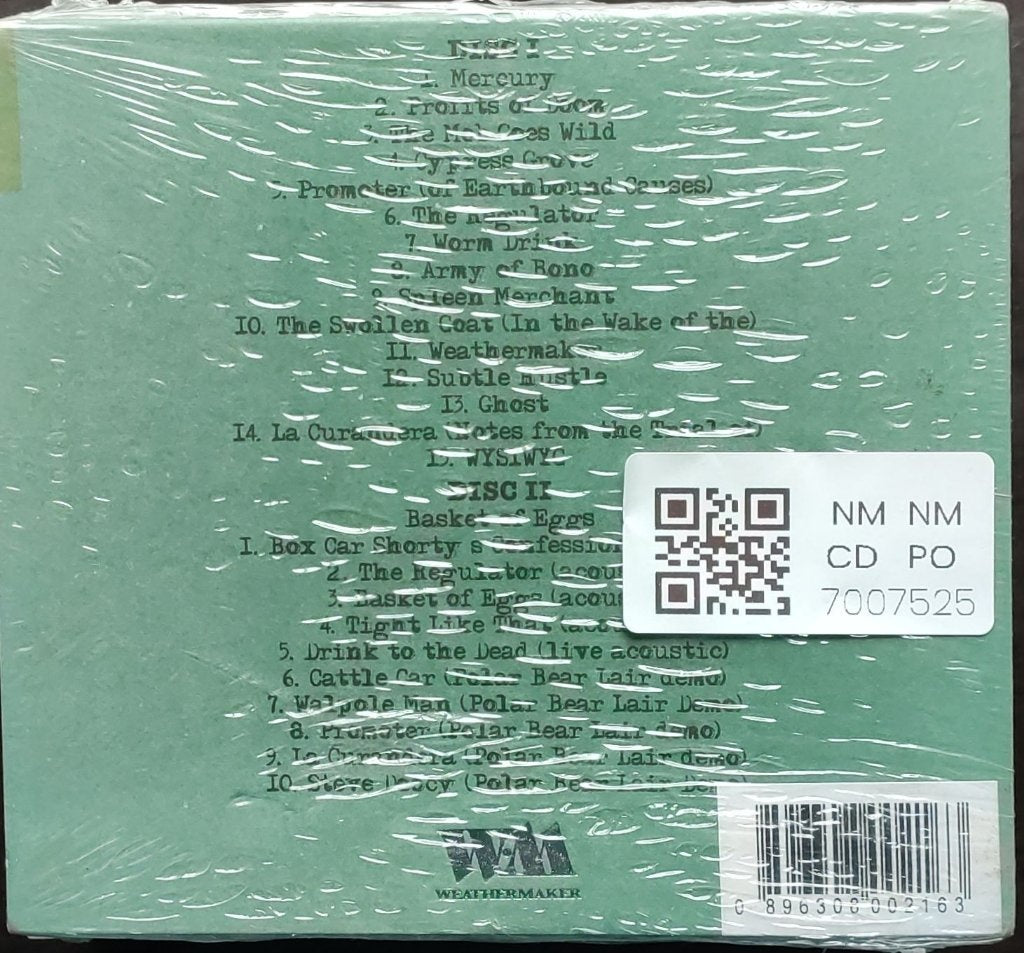 DISC I
1. Mercury
2. Profits of Doom
3. The Mob Goes Wild
4. Cypress Grove
5. Promoter (of Earthbound Causes)
6. The Regulator
7. Worm Drink
8. Army of Bono
9. Spleen Merchant
10. The Swollen Goat (In the Wake of the)
11. Weathermaker
12. Subtle Hustle
13. Ghost
14. La Curandera (Notes from the Trial of)
15. WYSIWYG
DISC II
Basket of Eggs
1. Box Car Shorty s Confession
2. The Regulator (acous
3. Basket of Eggs (acous
4. Tight Like That (acous
5. Drink to the Dead (live acoustic)
6. Cattle Car (Polar Bear Lair demo)
7. Walpole Man (Polar Bear Lair Demo)
8. Promoter (Polar Bear Lair demo)
9. La Curandera (Polar Bear Lair demo)
10. Steve Doocy (Polar Bear Lair Demo)
NM NM
CD PO
7007525
WM
WEATHERMAKER
0 896308 002163